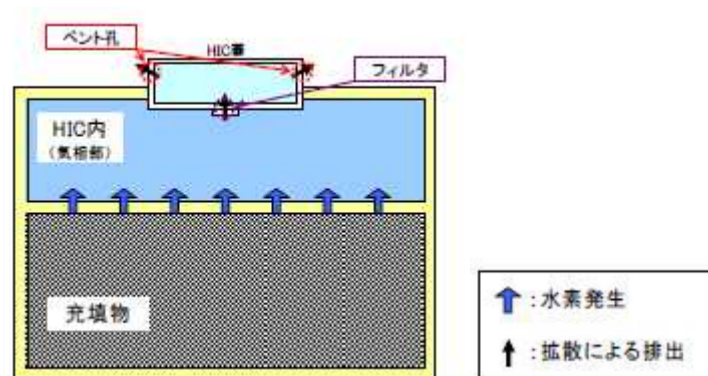 ベント孔
HIC蓋
フィルタ
HIC内
(気相部)
充填物
:水素発生
:拡散による排出